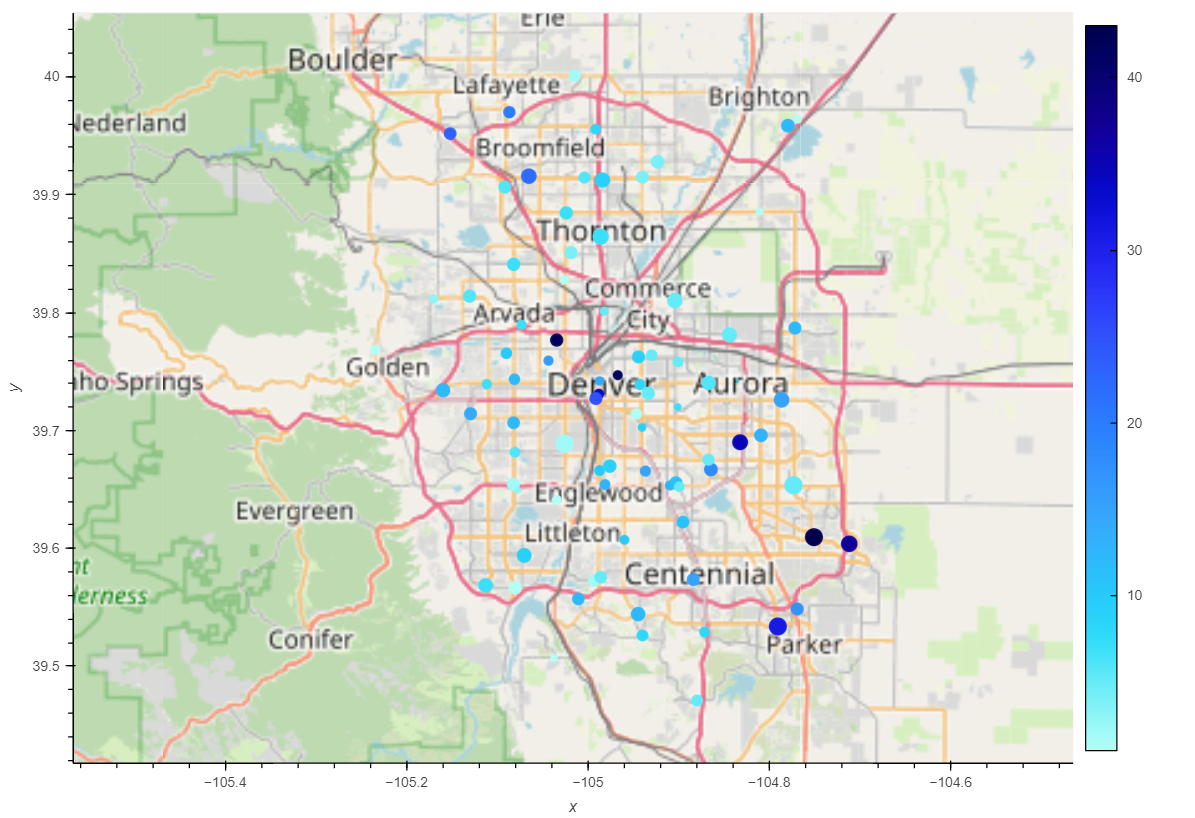 Erie
Boulder
40
40
Lafayette
Brighton
Nederland
Broomfield
39.9
Thornton
30
Commerce
39.8
Arvada
City
Golden
y
aho Springs
Denver
Aurora
39.7
20
Englewood
Evergreen
Littleton
39.6
nt
Centennial
10
derness
Conifer
Parker
39.5
−105.4
−105.2
−105
−104.8
−104.6
x